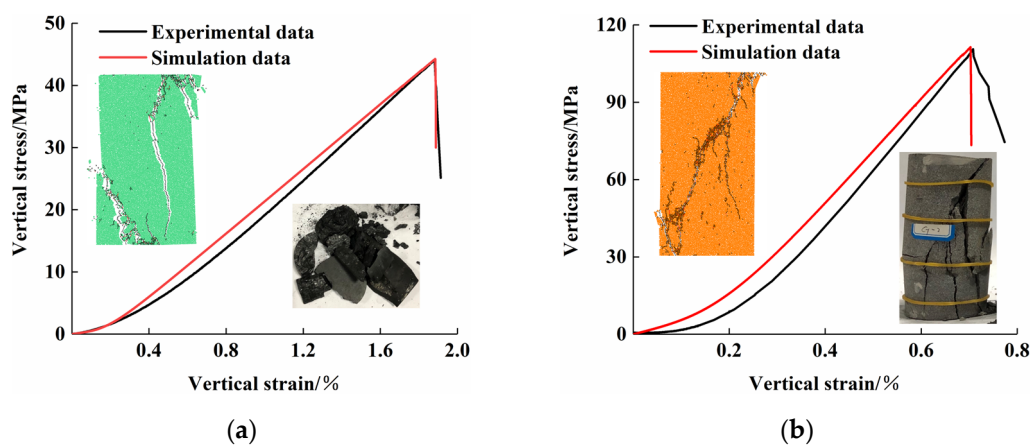 50
40
30
20
10
0
Vertical stress/MPa
Experimental data
Simulation data
0.4
0.8
1.2
1.6
2.0
Vertical strain/%
(a)
120
90
60
30
0
Vertical stress/MPa
Experimental data
Simulation data
0.2
0.4
0.6
0.8
Vertical strain/%
(b)